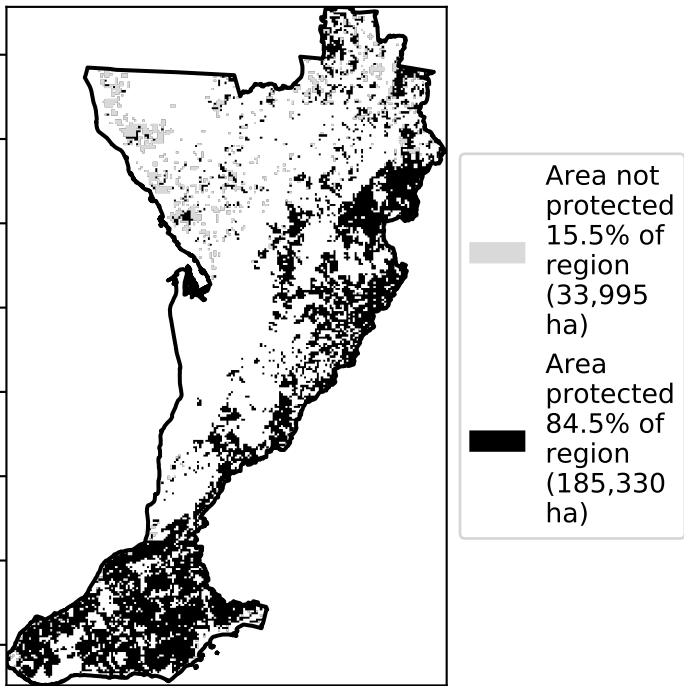 Area not
protected
15.5% of
region
(33,995
ha)
Area
protected
84.5% of
region
(185,330
ha)